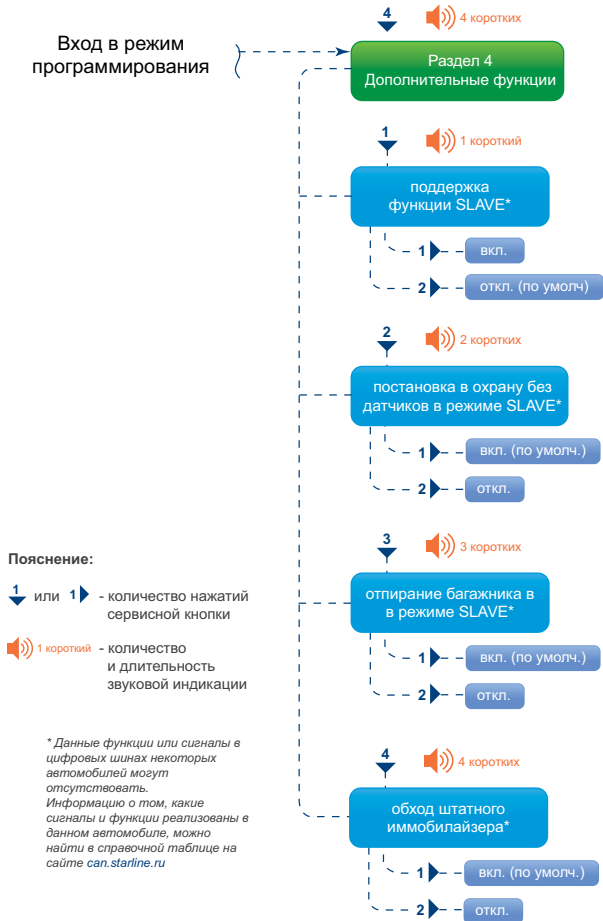 4
4 коротких
Вход в режим
программирования
Раздел 4
Дополнительные функции
1
1 короткий
поддержка
функции SLAVE*
1
вкл.
2
откл. (по умолч)
2
2 коротких
постановка в охрану без
датчиков в режиме SLAVE*
1
вкл. (по умолч.)
2
откл.
3
3 коротких
отпирание багажника в
в режиме SLAVE*
1
вкл. (по умолч.)
2
откл.
4
4 коротких
обход штатного
иммобилайзера*
1
вкл. (по умолч.)
2
откл.
Пояснение:
1 или 1 - количество нажатий
сервисной кнопки
1 короткий - количество
и длительность
звуковой индикации
* Данные функции или сигналы в
цифровых шинах некоторых
автомобилей могут
отсутствовать.
Информацию о том, какие
сигналы и функции реализованы в
данном автомобиле, можно
найти в справочной таблице на
сайте can.starline.ru